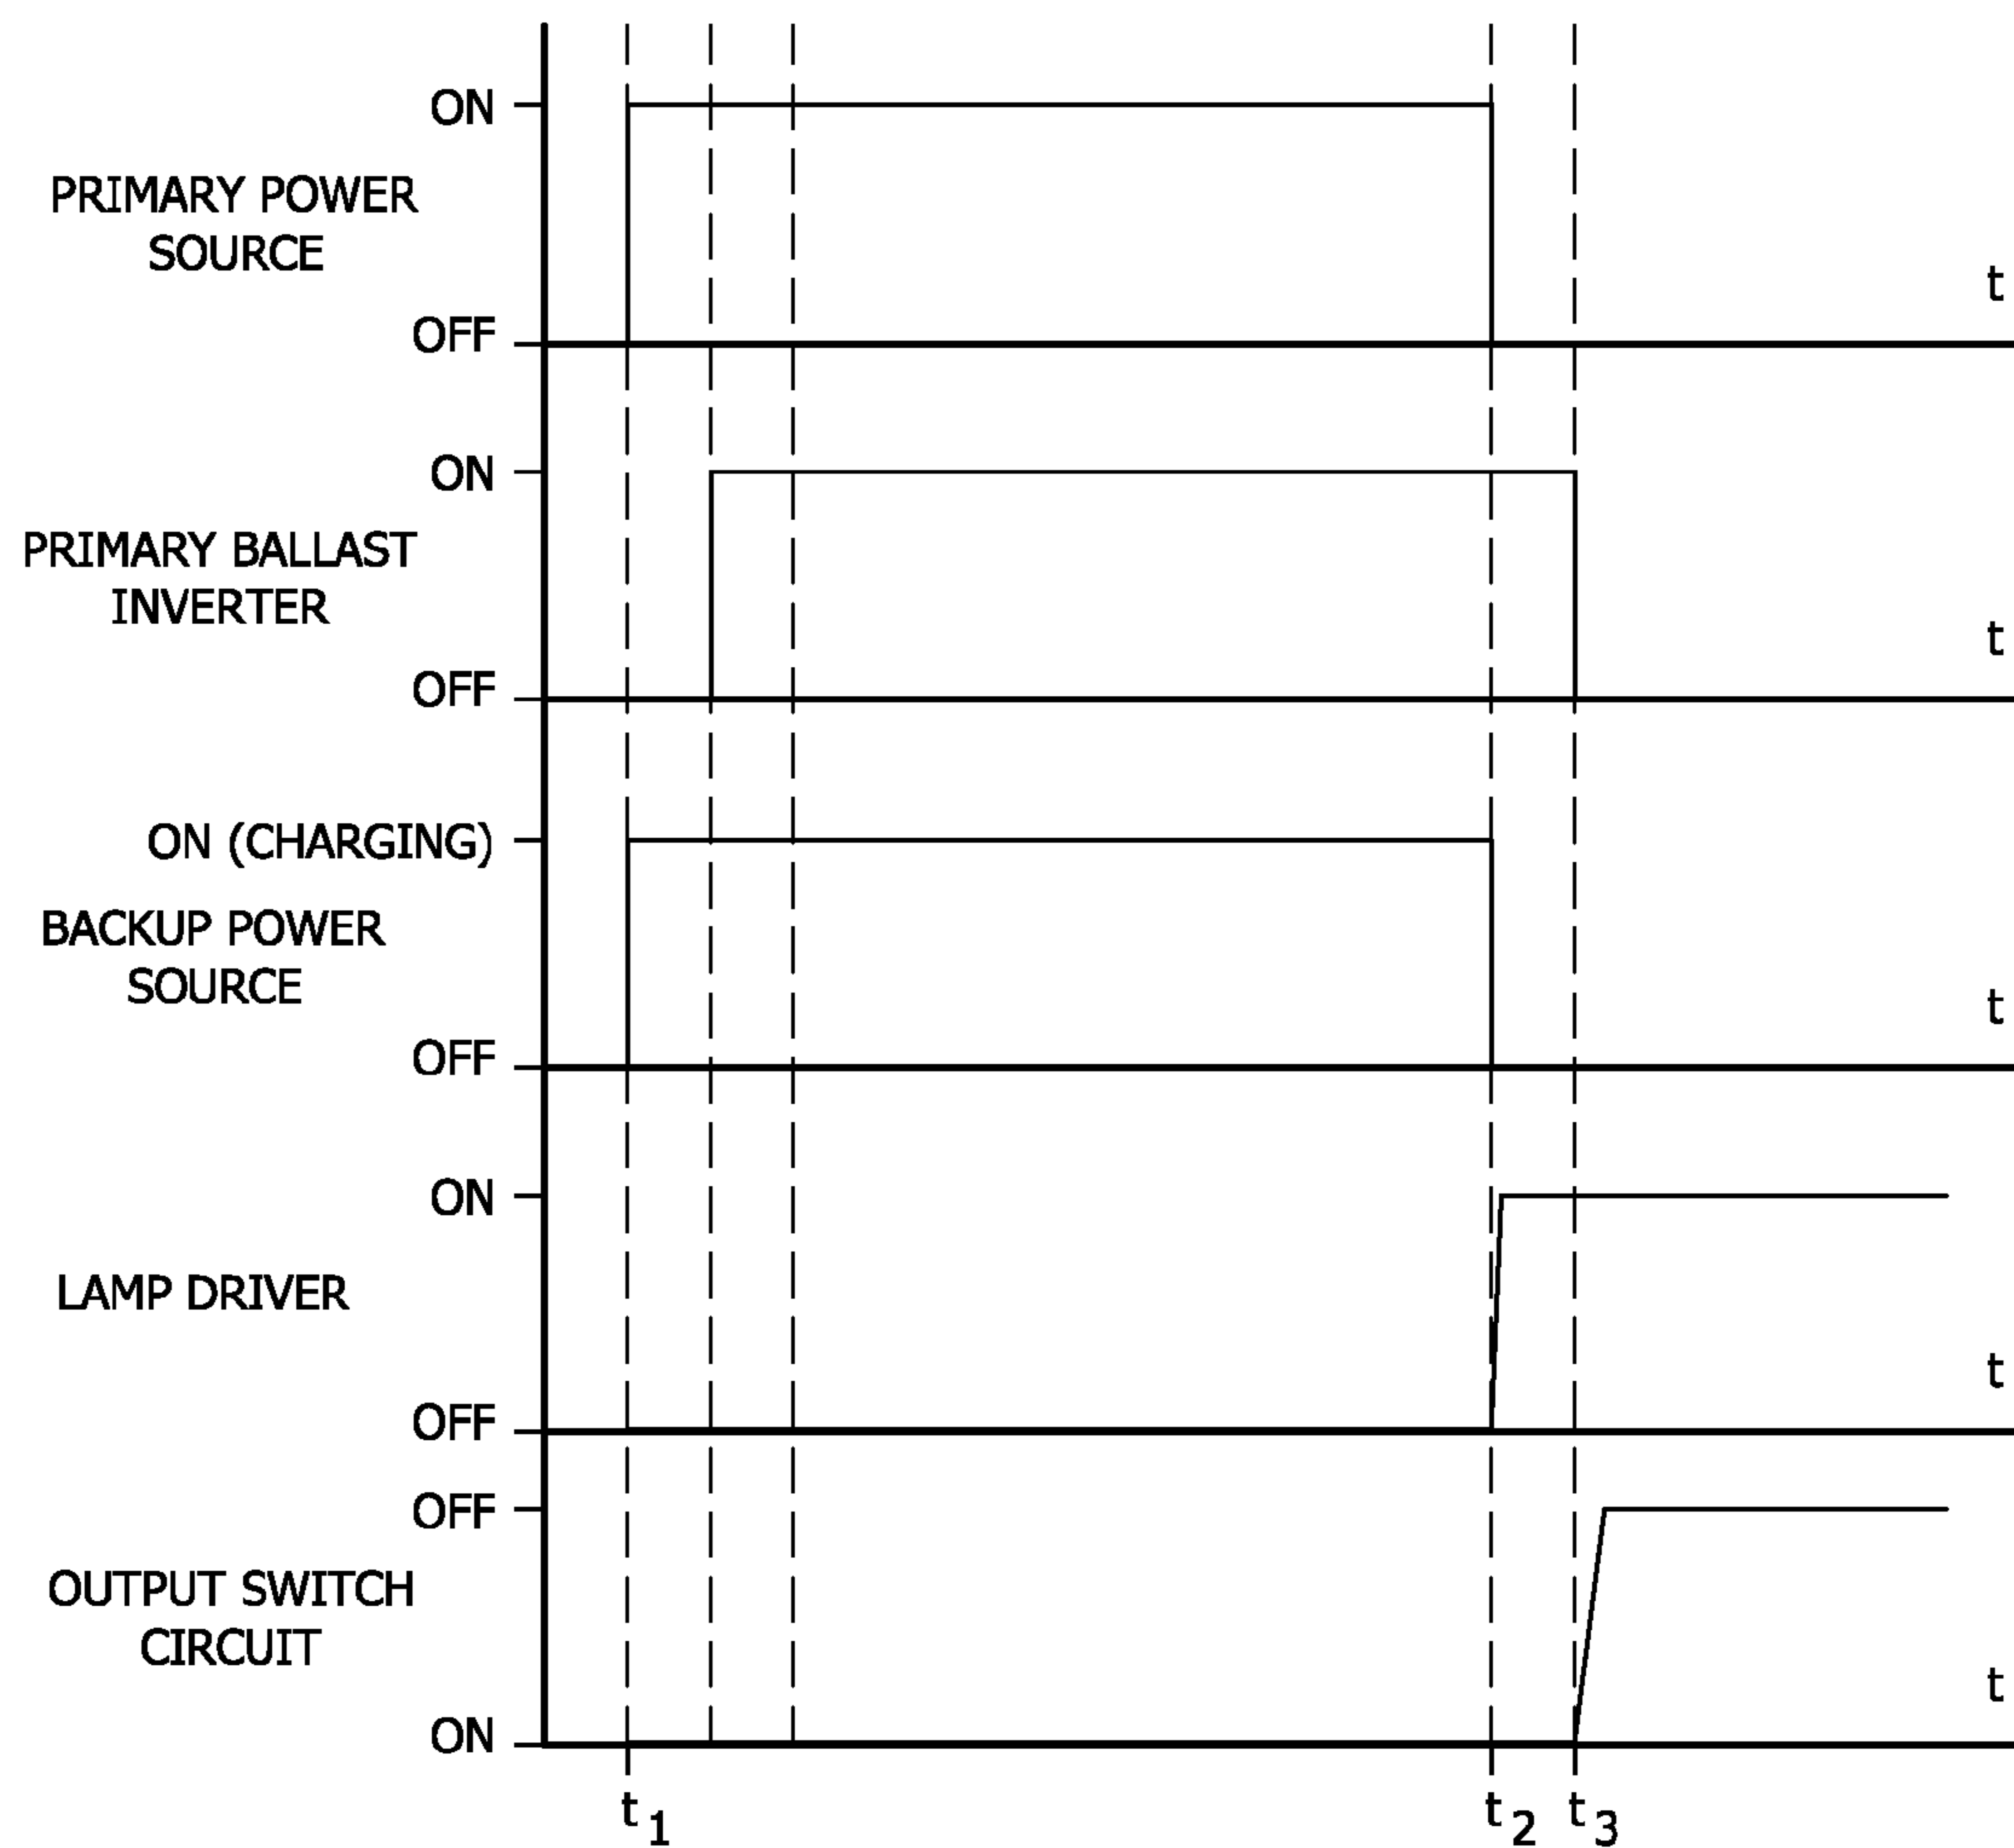 ON
PRIMARY POWER
SOURCE
t
OFF
ON
PRIMARY BALLAST
INVERTER
t
OFF
ON (CHARGING)
BACKUP POWER
SOURCE
t
OFF
ON
LAMP DRIVER
t
OFF
OFF
OUTPUT SWITCH
CIRCUIT
t
ON
t1 t2 t3